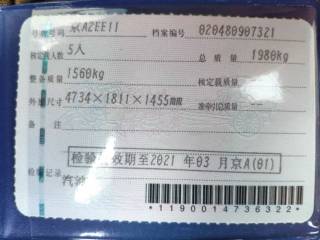 号牌号码 京AZEE11 档案编号 020480907321
核定载人数 5人 总质量 1980kg
整备质量 1560kg 核定载质量 --
外廓尺寸 4734×1811×1455mm 准牵引总质量 --
备注
检验有效期至2021年03月京A(01)
检验记录 汽油
*1190014736322*